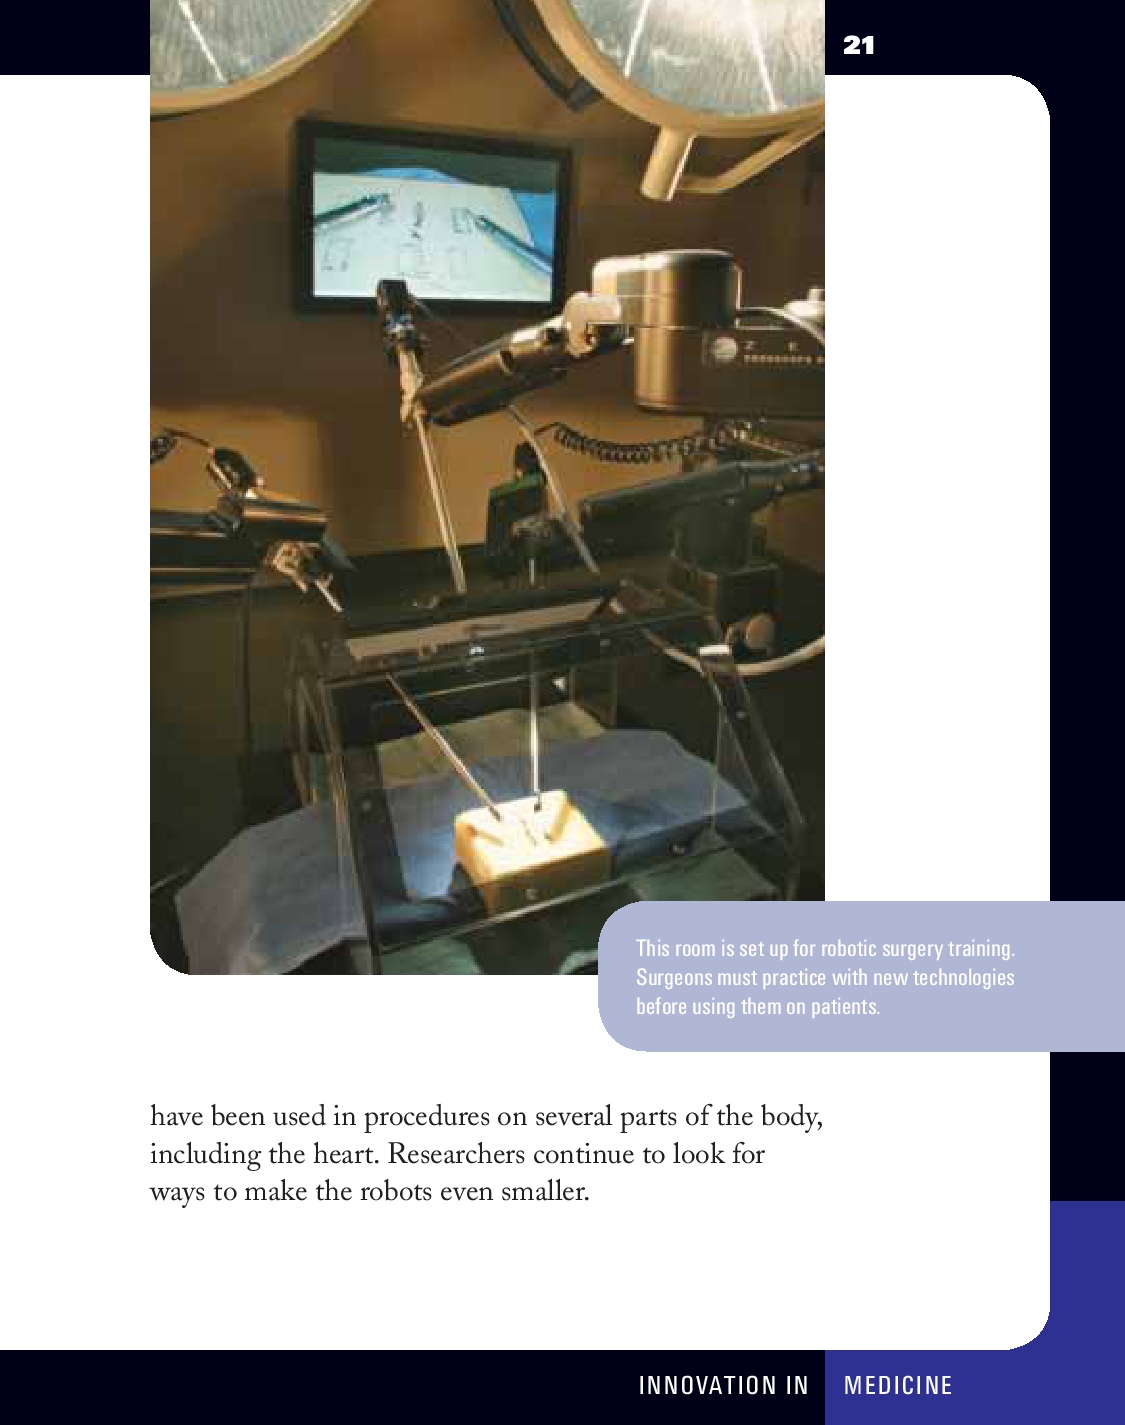 21
Z E
This room is set up for robotic surgery training.
Surgeons must practice with new technologies
before using them on patients.
have been used in procedures on several parts of the body,
including the heart. Researchers continue to look for
ways to make the robots even smaller.
INNOVATION IN MEDICINE